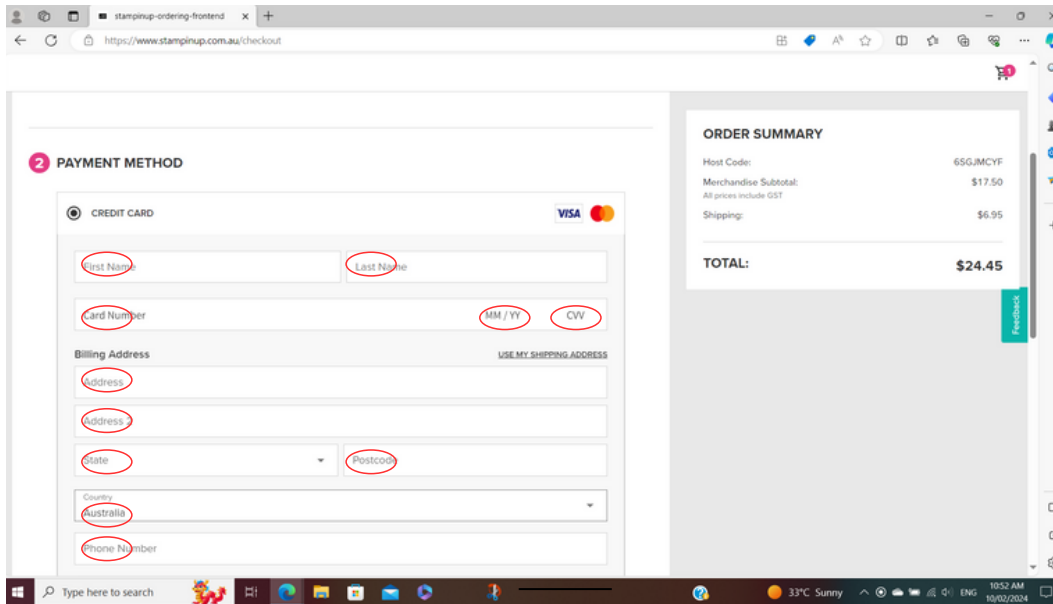 stampinup-ordering-frontend
https://www.stampinup.com.au/checkout
1
2 PAYMENT METHOD
CREDIT CARD
VISA
First Name Last Name
Card Number MM / YY CVV
Billing Address USE MY SHIPPING ADDRESS
Address
Address 2
State Postcode
Country
Australia
Phone Number
ORDER SUMMARY
Host Code: 6SGJMCYF
Merchandise Subtotal: $17.50
All prices include GST
Shipping: $6.95
TOTAL: $24.45
Feedback
Type here to search
33°C Sunny
ENG
10:52 AM
10/02/2024